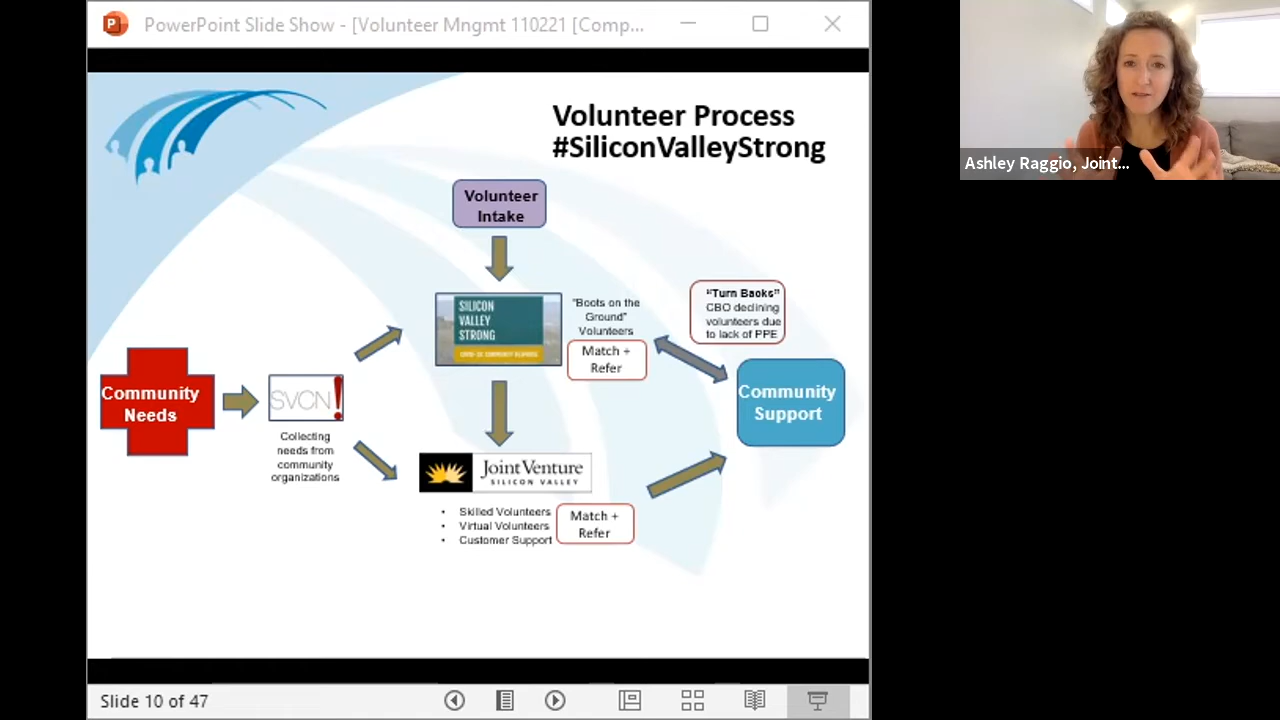 PowerPoint Slide Show - [Volunteer Mngmt 110221 [Comp...
Volunteer Process
#SiliconValleyStrong
Volunteer
Intake
SILICON
VALLEY
STRONG
"Boots on the
Ground"
Volunteers
Match +
Refer
"Turn Backs"
CBO declining
volunteers due
to lack of PPE
Community
Needs
SVCN!
Collecting
needs from
community
organizations
Joint Venture
SILICON VALLEY
• Skilled Volunteers
• Virtual Volunteers
• Customer Support
Match +
Refer
Community
Support
Slide 10 of 47
Ashley Raggio, Joint...